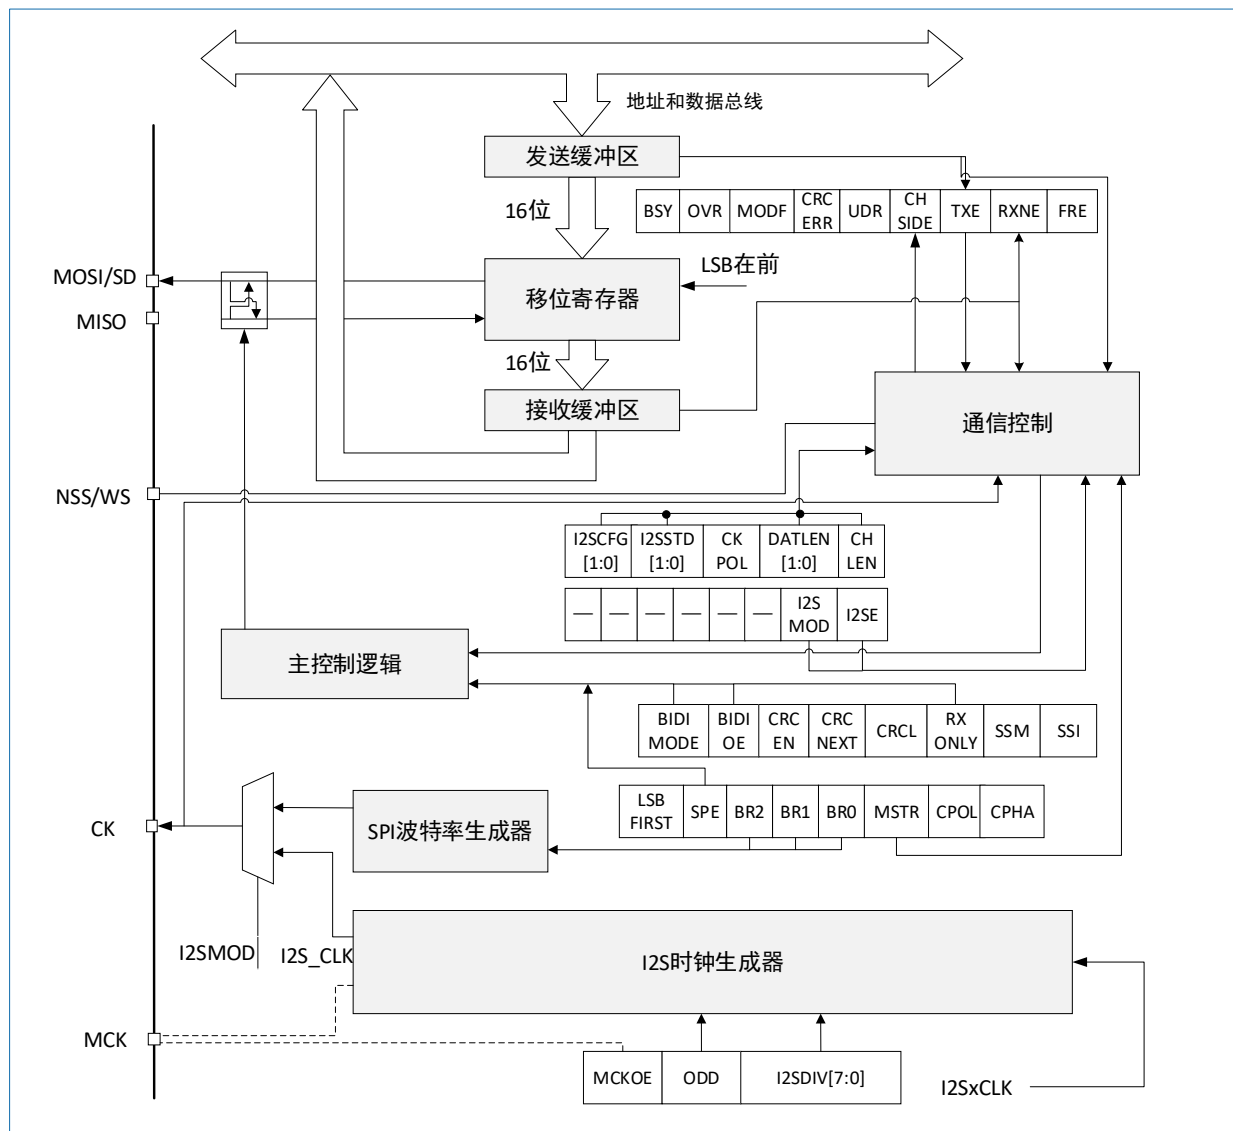 地址和数据总线
发送缓冲区
16位
BSY
OVR
MODF
CRC
ERR
UDR
CH
SIDE
TXE
RXNE
FRE
MOSI/SD
MISO
LSB在前
移位寄存器
16位
接收缓冲区
通信控制
NSS/WS
I2SCFG
[1:0]
I2SSTD
[1:0]
CK
POL
DATLEN
[1:0]
CH
LEN
—
—
—
—
—
—
I2S
MOD
I2SE
主控制逻辑
BIDI
MODE
BIDI
OE
CRC
EN
CRC
NEXT
CRCL
RX
ONLY
SSM
SSI
LSB
FIRST
SPE
BR2
BR1
BR0
MSTR
CPOL
CPHA
CK
SPI波特率生成器
I2SMOD
I2S_CLK
I2S时钟生成器
MCK
MCKOE
ODD
I2SDIV[7:0]
I2SxCLK